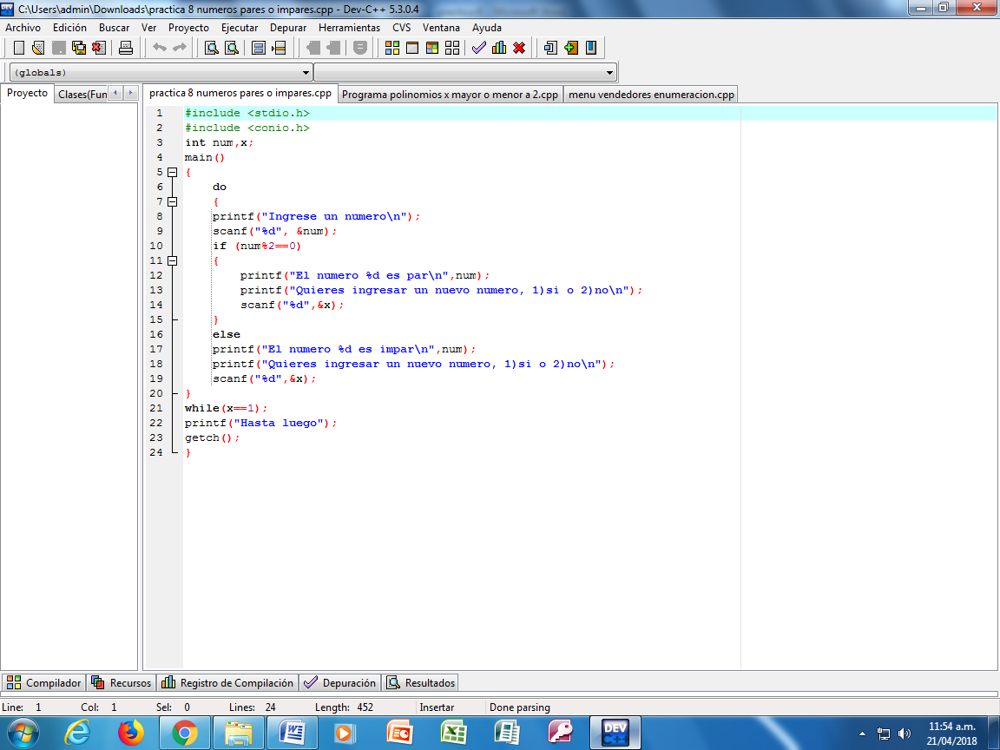 C:\Users\admin\Downloads\practica 8 numeros pares o impares.cpp - Dev-C++ 5.3.0.4
Archivo Edición Buscar Ver Proyecto Ejecutar Depurar Herramientas CVS Ventana Ayuda
(globals)
Proyecto Clases(Fun practica 8 numeros pares o impares.cpp Programa polinomios x mayor o menor a 2.cpp menu vendedores enumeracion.cpp
1 #include <stdio.h>
2 #include <conio.h>
3 int num,x;
4 main()
5 {
6 do
7 {
8 printf("Ingrese un numero\n");
9 scanf("%d", &num);
10 if (num%2==0)
11 {
12 printf("El numero %d es par\n",num);
13 printf("Quieres ingresar un nuevo numero, 1)si o 2)no\n");
14 scanf("%d",&x);
15 }
16 else
17 printf("El numero %d es impar\n",num);
18 printf("Quieres ingresar un nuevo numero, 1)si o 2)no\n");
19 scanf("%d",&x);
20 }
21 while(x==1);
22 printf("Hasta luego");
23 getch();
24 }
Compilador Recursos Registro de Compilación Depuración Resultados
Line: 1 Col: 1 Sel: 0 Lines: 24 Length: 452 Insertar Done parsing
DEV C++
11:54 a.m.
21/04/2018